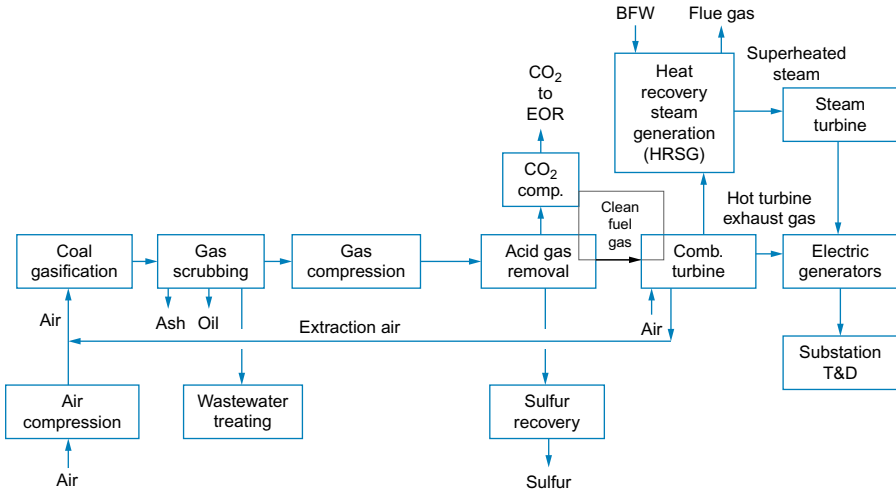 BFW
Flue gas
Superheated
steam
CO2
to
EOR
Heat
recovery
steam
generation
(HRSG)
Steam
turbine
CO2
comp.
Clean
fuel
gas
Hot turbine
exhaust gas
Coal
gasification
Gas
scrubbing
Gas
compression
Acid gas
removal
Comb.
turbine
Electric
generators
Air
Ash
Oil
Extraction air
Air
Substation
T&D
Air
compression
Wastewater
treating
Sulfur
recovery
Air
Sulfur